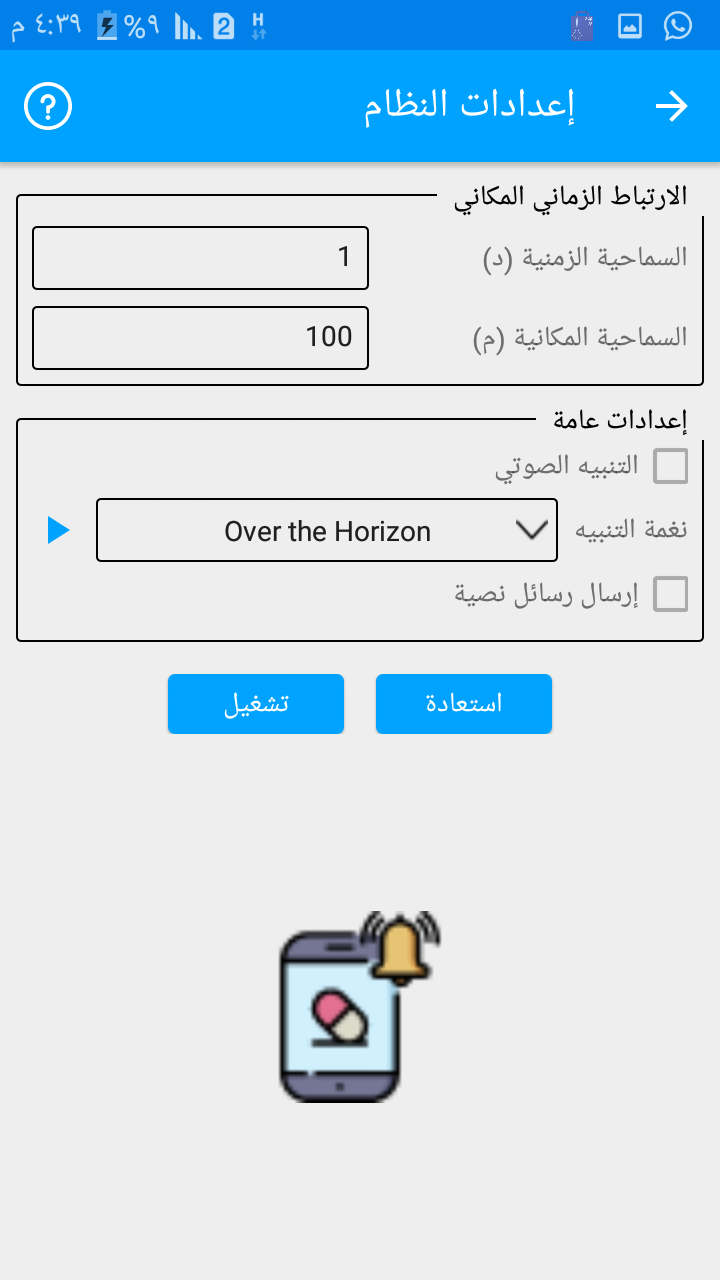 ٤:٣٩ م %٩ 2 H
إعدادات النظام ?
الارتباط الزماني المكاني
السماحية الزمنية (د) 1
السماحية المكانية (م) 100
إعدادات عامة
التنبيه الصوتي
نغمة التنبيه Over the Horizon
إرسال رسائل نصية
استعادة تشغيل